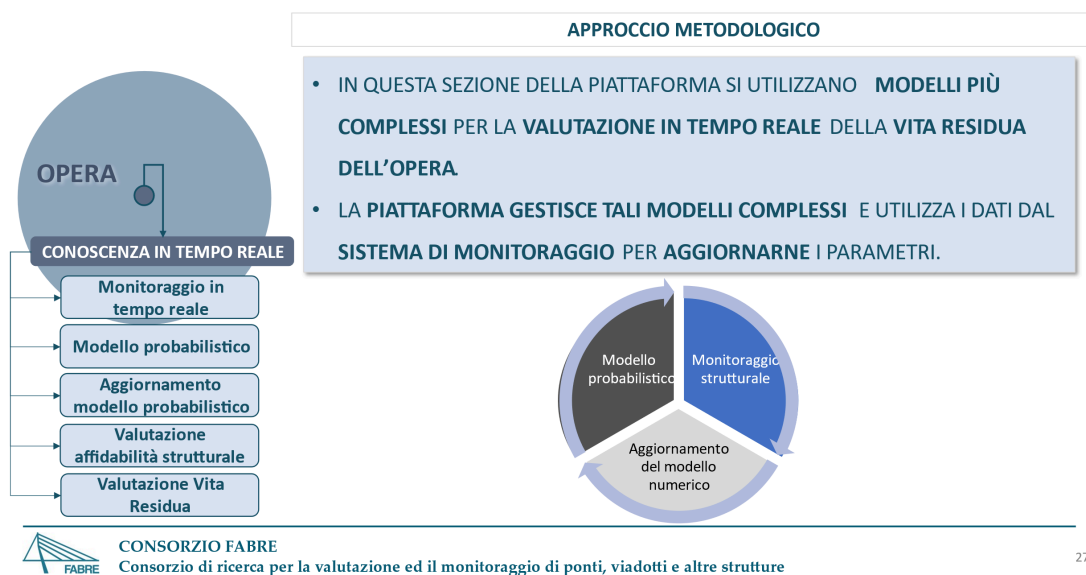 APPROCCIO METODOLOGICO
• IN QUESTA SEZIONE DELLA PIATTAFORMA SI UTILIZZANO MODELLI PIÙ
COMPLESSI PER LA VALUTAZIONE IN TEMPO REALE DELLA VITA RESIDUA
DELL'OPERA.
• LA PIATTAFORMA GESTISCE TALI MODELLI COMPLESSI E UTILIZZA I DATI DAL
SISTEMA DI MONITORAGGIO PER AGGIORNARNE I PARAMETRI.
OPERA
CONOSCENZA IN TEMPO REALE
Monitoraggio in
tempo reale
Modello probabilistico
Aggiornamento
modello probabilistico
Valutazione
affidabilità strutturale
Valutazione Vita
Residua
Modello
probabilistico
Monitoraggio
strutturale
Aggiornamento
del modello
numerico
FABRE
CONSORZIO FABRE
Consorzio di ricerca per la valutazione ed il monitoraggio di ponti, viadotti e altre strutture
27